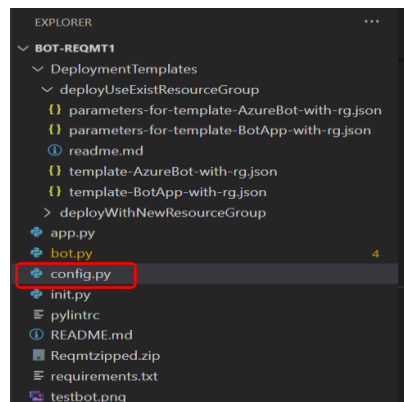 EXPLORER ...
BOT-REQMT1
DeploymentTemplates
deployUseExistResourceGroup
{} parameters-for-template-AzureBot-with-rg.json
{} parameters-for-template-BotApp-with-rg.json
readme.md
{} template-AzureBot-with-rg.json
{} template-BotApp-with-rg.json
deployWithNewResourceGroup
app.py
bot.py 4
config.py
init.py
pylintrc
README.md
Reqmtzipped.zip
requirements.txt
testbot.png